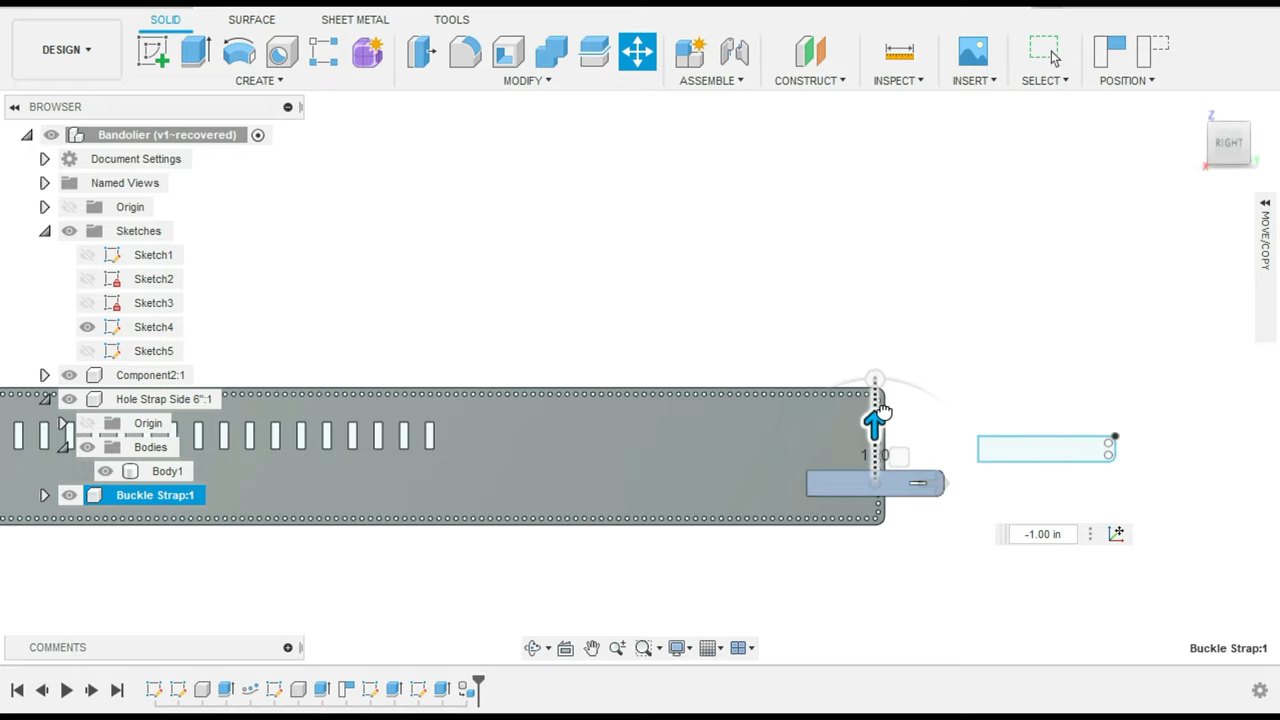 SOLID
SURFACE
SHEET METAL
TOOLS
DESIGN
CREATE
MODIFY
ASSEMBLE
CONSTRUCT
INSPECT
INSERT
SELECT
POSITION
BROWSER
Bandolier (v1~recovered)
Document Settings
Named Views
Origin
Sketches
Sketch1
Sketch2
Sketch3
Sketch4
Sketch5
Component2:1
Hole Strap Side 6":1
Origin
Bodies
Body1
Buckle Strap:1
Z
RIGHT
X
Y
MOVE/COPY
-1.00 in
COMMENTS
Buckle Strap:1